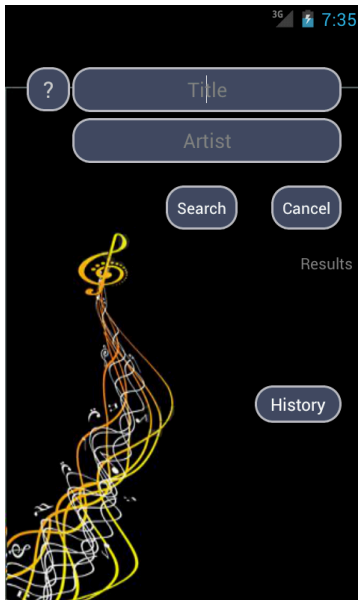 3G 7:35
? Title
Artist
Search Cancel
Results
History